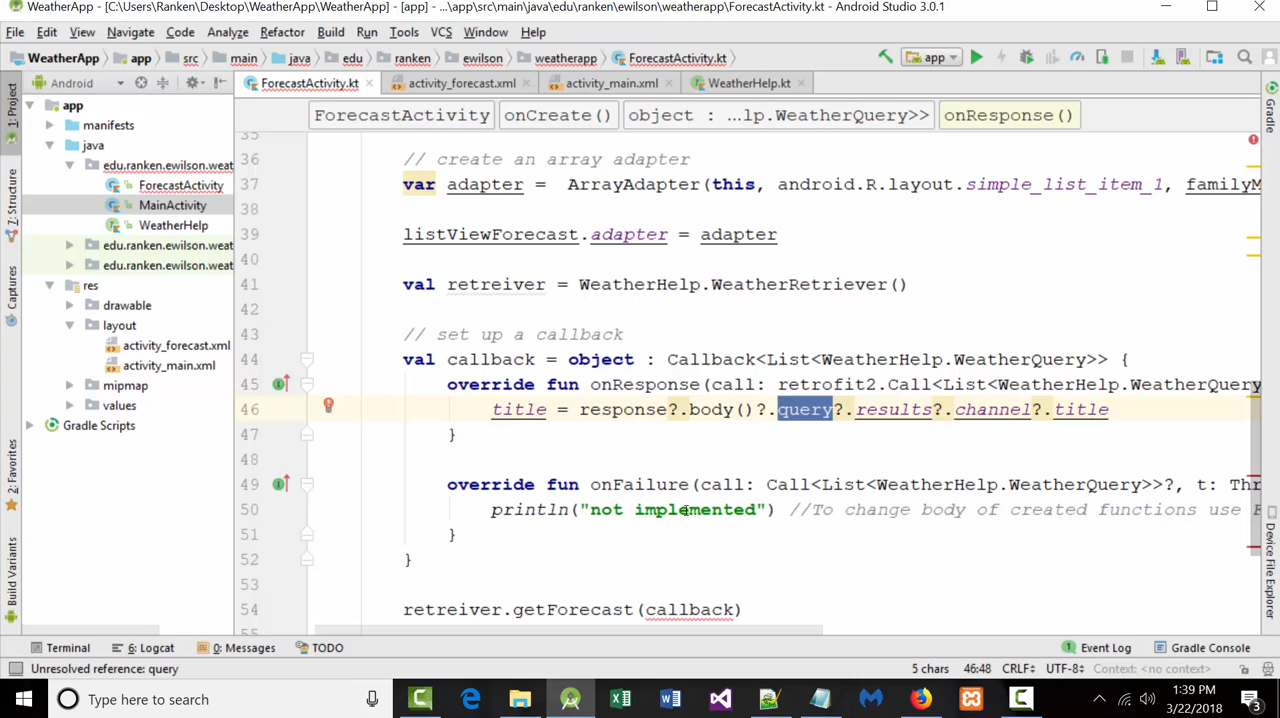 WeatherApp - [C:\Users\Ranken\Desktop\WeatherApp\WeatherApp] - [app] - ...\app\src\main\java\edu\ranken\ewilson\weatherapp\ForecastActivity.kt - Android Studio 3.0.1
File Edit View Navigate Code Analyze Refactor Build Run Tools VCS Window Help
WeatherApp app src main java edu ranken ewilson weatherapp ForecastActivity.kt app
1: Project
Android
ForecastActivity.kt activity_forecast.xml activity_main.xml WeatherHelp.kt
Gradle
app
manifests
java
edu.ranken.ewilson.weat
ForecastActivity
MainActivity
WeatherHelp
edu.ranken.ewilson.weat
edu.ranken.ewilson.weat
res
drawable
layout
activity_forecast.xml
activity_main.xml
mipmap
values
Gradle Scripts
7: Structure
Captures
2: Favorites
Build Variants
ForecastActivity onCreate() object : ...lp.WeatherQuery>> onResponse()
35
36 // create an array adapter
37 var adapter = ArrayAdapter(this, android.R.layout.simple_list_item_1, familyM
38
39 listViewForecast.adapter = adapter
40
41 val retreiver = WeatherHelp.WeatherRetriever()
42
43 // set up a callback
44 val callback = object : Callback<List<WeatherHelp.WeatherQuery>> {
45 override fun onResponse(call: retrofit2.Call<List<WeatherHelp.WeatherQuery
46 title = response?.body()?.query?.results?.channel?.title
47 }
48
49 override fun onFailure(call: Call<List<WeatherHelp.WeatherQuery>>?, t: Thr
50 println("not implemented") //To change body of created functions use F
51 }
52 }
53
54 retreiver.getForecast(callback)
55
Device File Explorer
Terminal 6: Logcat 0: Messages TODO Event Log Gradle Console
Unresolved reference: query 5 chars 46:48 CRLF÷ UTF-8÷ Context: <no context>
Type here to search
1:39 PM
3/22/2018
3